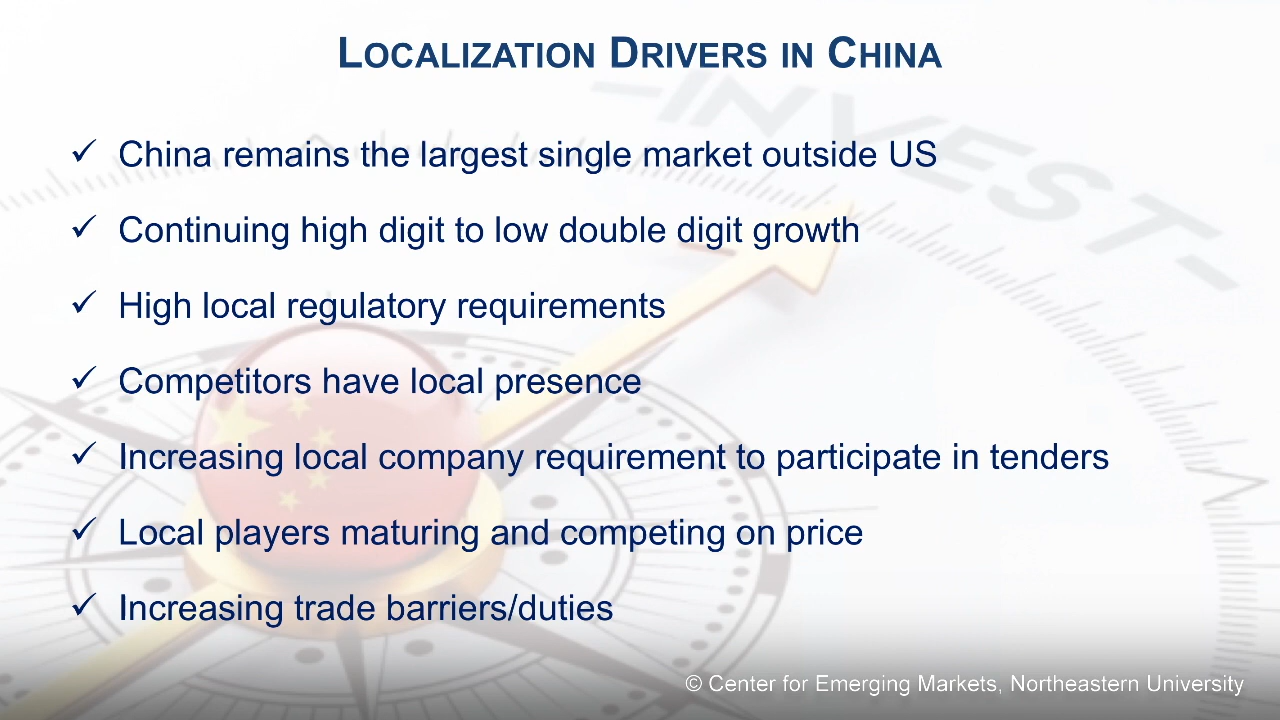 LOCALIZATION DRIVERS IN CHINA
✓ China remains the largest single market outside US
✓ Continuing high digit to low double digit growth
✓ High local regulatory requirements
✓ Competitors have local presence
✓ Increasing local company requirement to participate in tenders
✓ Local players maturing and competing on price
✓ Increasing trade barriers/duties
-INVEST-
© Center for Emerging Markets, Northeastern University